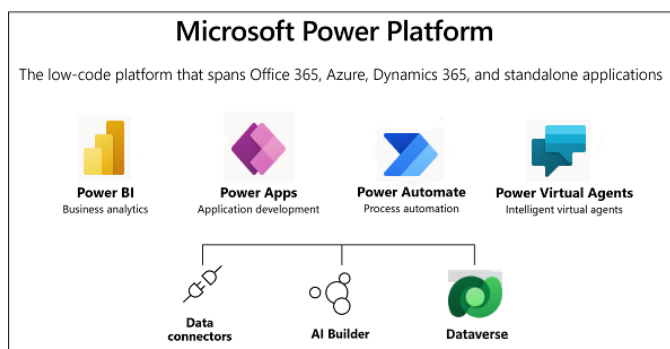 Microsoft Power Platform
The low-code platform that spans Office 365, Azure, Dynamics 365, and standalone applications
Power BI
Business analytics
Power Apps
Application development
Power Automate
Process automation
Power Virtual Agents
Intelligent virtual agents
Data
connectors
AI Builder
Dataverse